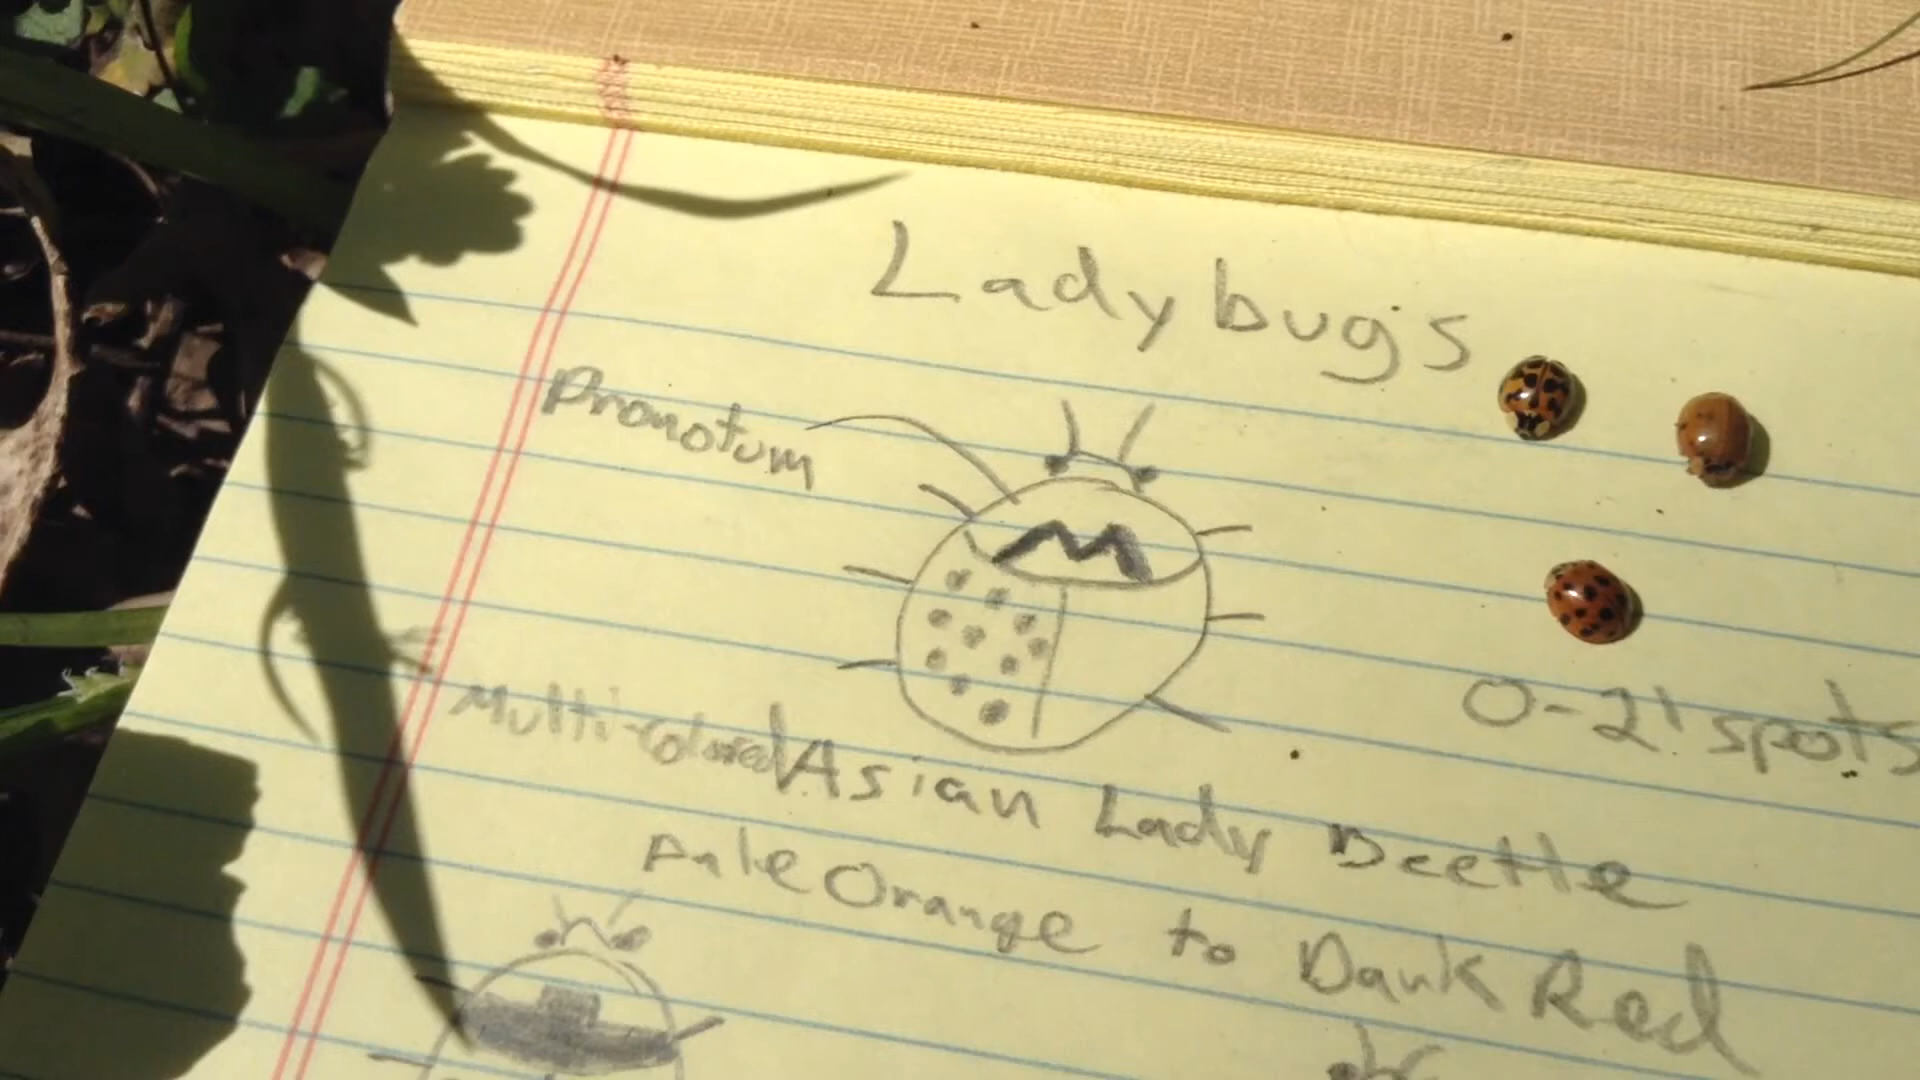 Ladybugs
Pronotum
0-21 spots
Multi-colored Asian Lady Beetle
Pale Orange to Dark Red